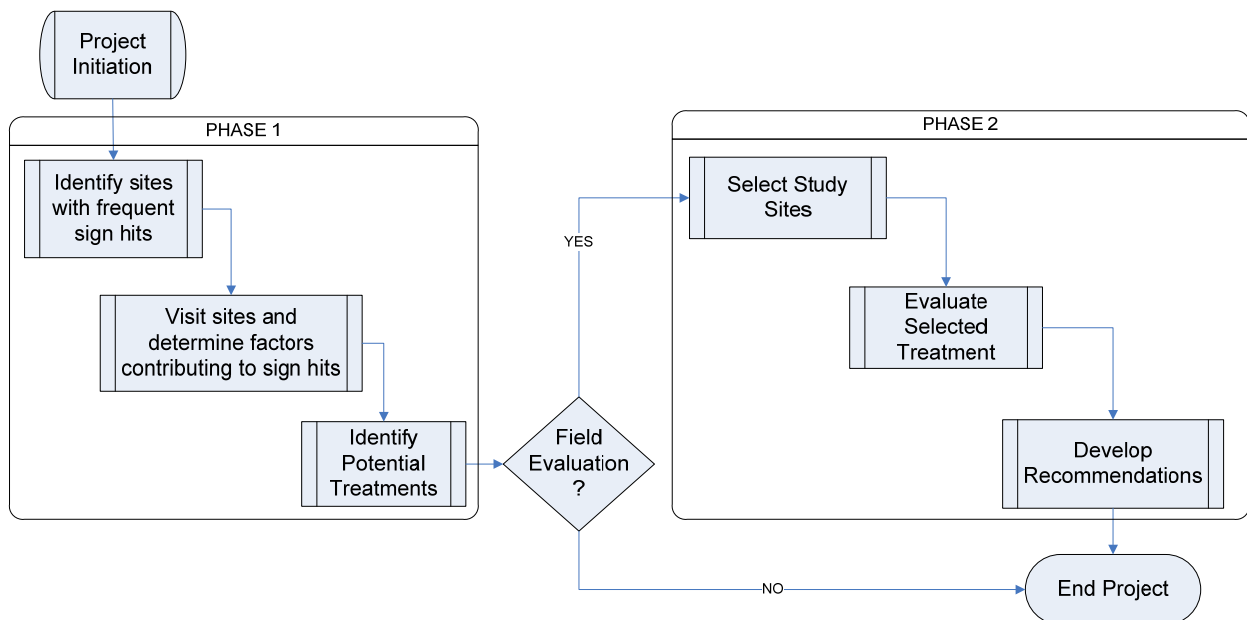 Project
Initiation
PHASE 1
Identify sites
with frequent
sign hits
Visit sites and
determine factors
contributing to sign hits
Identify
Potential
Treatments
Field
Evaluation
?
YES
NO
PHASE 2
Select Study
Sites
Evaluate
Selected
Treatment
Develop
Recommendations
End Project